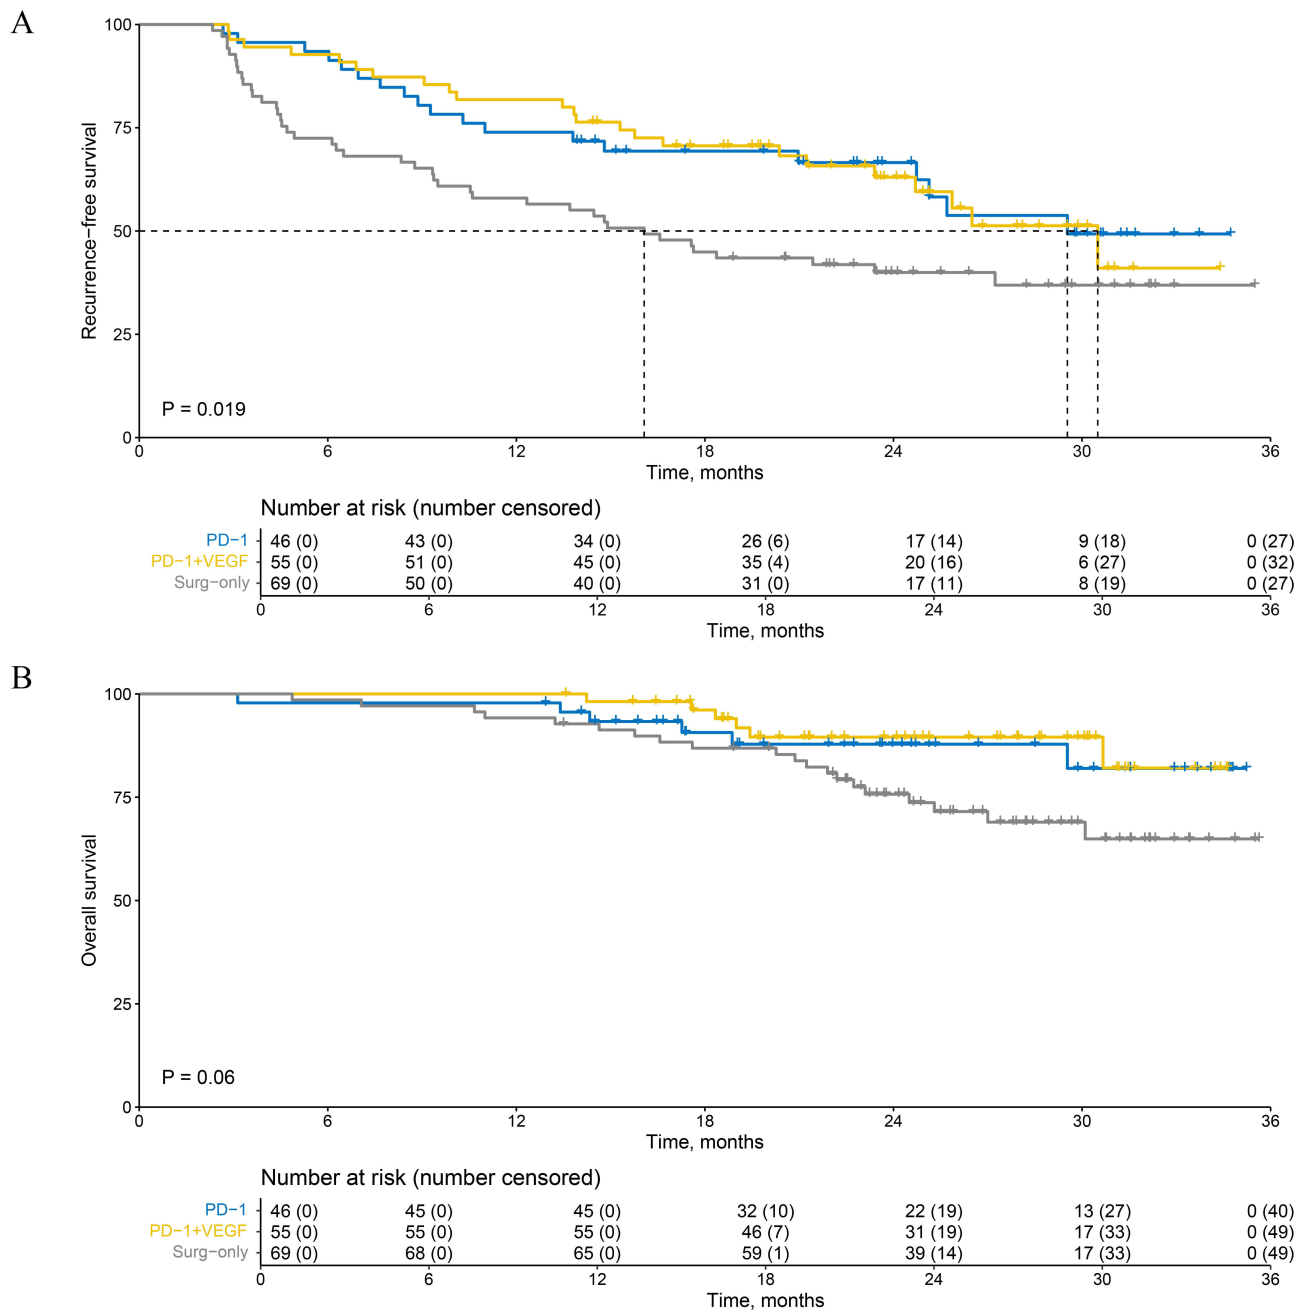 A
100
75
50
25
0
Recurrence−free survival
P = 0.019
0 6 12 18 24 30 36
Time, months
Number at risk (number censored)
PD−1 46 (0) 43 (0) 34 (0) 26 (6) 17 (14) 9 (18) 0 (27)
PD−1+VEGF 55 (0) 51 (0) 45 (0) 35 (4) 20 (16) 6 (27) 0 (32)
Surg−only 69 (0) 50 (0) 40 (0) 31 (0) 17 (11) 8 (19) 0 (27)
0 6 12 18 24 30 36
Time, months
B
100
75
50
25
0
Overall survival
P = 0.06
0 6 12 18 24 30 36
Time, months
Number at risk (number censored)
PD−1 46 (0) 45 (0) 45 (0) 32 (10) 22 (19) 13 (27) 0 (40)
PD−1+VEGF 55 (0) 55 (0) 55 (0) 46 (7) 31 (19) 17 (33) 0 (49)
Surg−only 69 (0) 68 (0) 65 (0) 59 (1) 39 (14) 17 (33) 0 (49)
0 6 12 18 24 30 36
Time, months